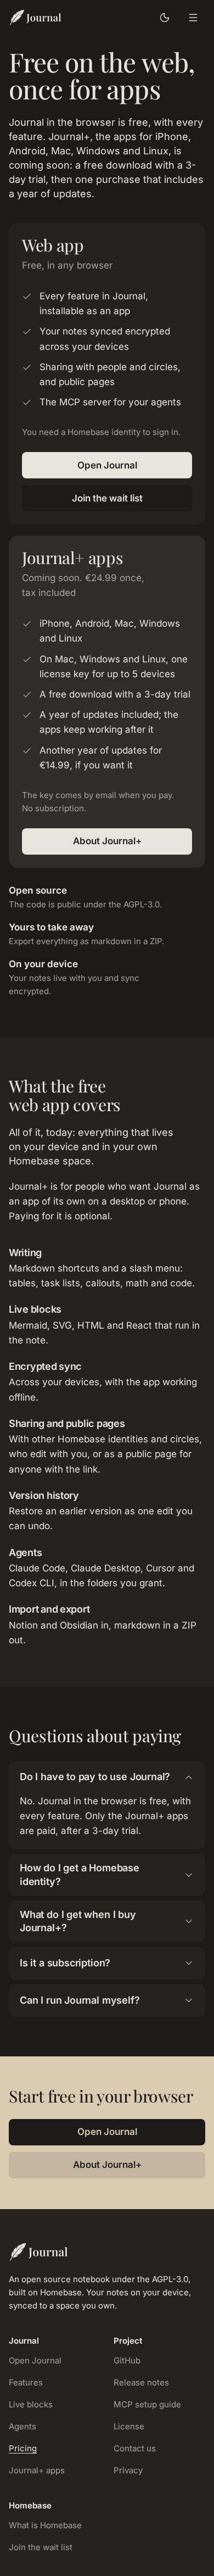 Journal
Free on the web,
once for apps
Journal in the browser is free, with every
feature. Journal+, the apps for iPhone,
Android, Mac, Windows and Linux, is
coming soon: a free download with a 3-
day trial, then one purchase that includes
a year of updates.
Web app
Free, in any browser
Every feature in Journal,
installable as an app
Your notes synced encrypted
across your devices
Sharing with people and circles,
and public pages
The MCP server for your agents
You need a Homebase identity to sign in.
Open Journal
Join the wait list
Journal+ apps
Coming soon. €24.99 once,
tax included
iPhone, Android, Mac, Windows
and Linux
On Mac, Windows and Linux, one
license key for up to 5 devices
A free download with a 3-day trial
A year of updates included; the
apps keep working after it
Another year of updates for
€14.99, if you want it
The key comes by email when you pay.
No subscription.
About Journal+
Open source
The code is public under the AGPL-3.0.
Yours to take away
Export everything as markdown in a ZIP.
On your device
Your notes live with you and sync
encrypted.
What the free
web app covers
All of it, today: everything that lives
on your device and in your own
Homebase space.
Journal+ is for people who want Journal as
an app of its own on a desktop or phone.
Paying for it is optional.
Writing
Markdown shortcuts and a slash menu:
tables, task lists, callouts, math and code.
Live blocks
Mermaid, SVG, HTML and React that run in
the note.
Encrypted sync
Across your devices, with the app working
offline.
Sharing and public pages
With other Homebase identities and circles,
who edit with you, or as a public page for
anyone with the link.
Version history
Restore an earlier version as one edit you
can undo.
Agents
Claude Code, Claude Desktop, Cursor and
Codex CLI, in the folders you grant.
Import and export
Notion and Obsidian in, markdown in a ZIP
out.
Questions about paying
Do I have to pay to use Journal?
No. Journal in the browser is free, with
every feature. Only the Journal+ apps
are paid, after a 3-day trial.
How do I get a Homebase
identity?
What do I get when I buy
Journal+?
Is it a subscription?
Can I run Journal myself?
Start free in your browser
Open Journal
About Journal+
Journal
An open source notebook under the AGPL-3.0,
built on Homebase. Your notes on your device,
synced to a space you own.
Journal
Open Journal
Features
Live blocks
Agents
Pricing
Journal+ apps
Project
GitHub
Release notes
MCP setup guide
License
Contact us
Privacy
Homebase
What is Homebase
Join the wait list